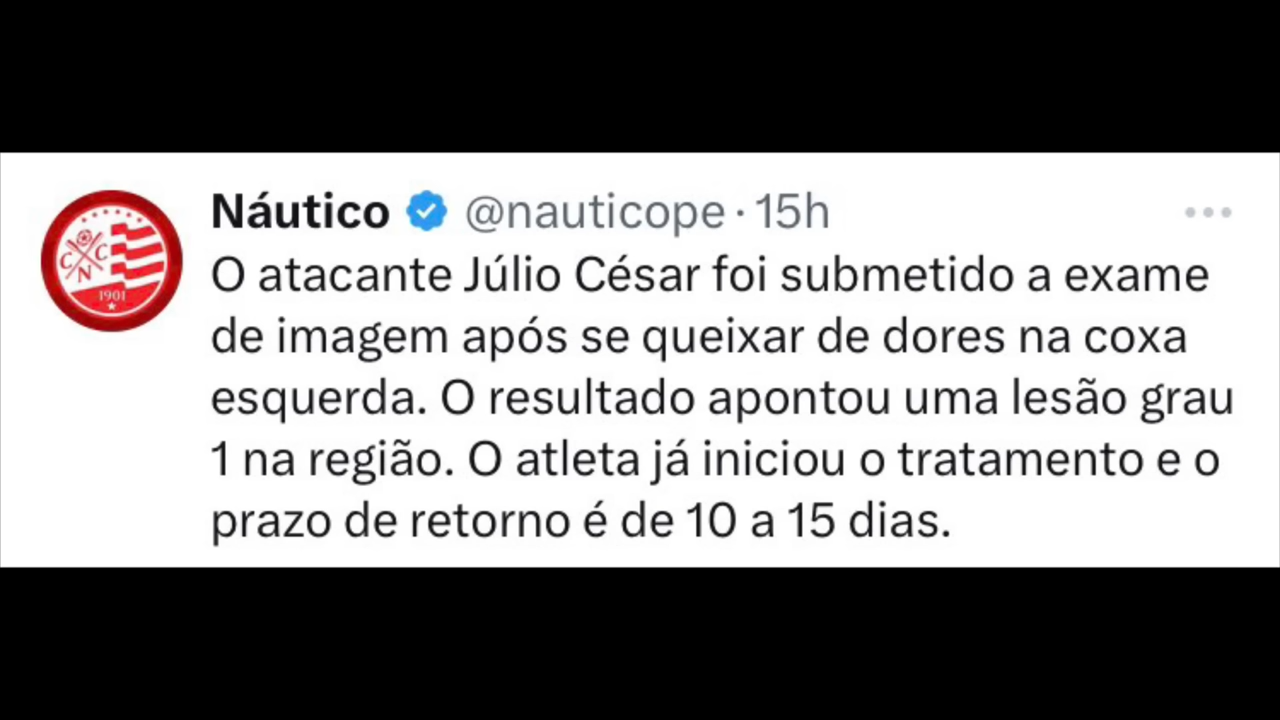 Náutico @nauticope · 15h
O atacante Júlio César foi submetido a exame
de imagem após se queixar de dores na coxa
esquerda. O resultado apontou uma lesão grau
1 na região. O atleta já iniciou o tratamento e o
prazo de retorno é de 10 a 15 dias.
C C
N
1901